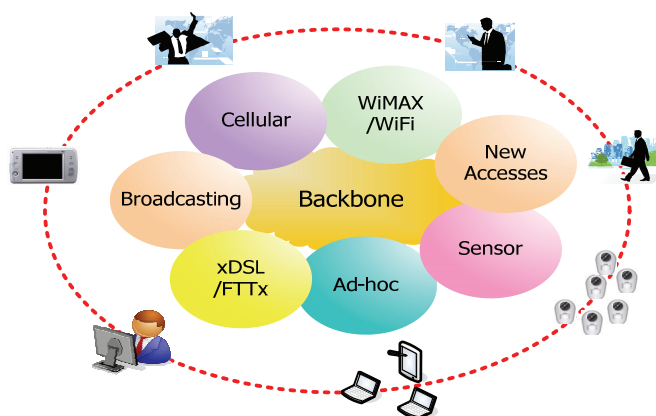 Cellular
WiMAX
/WiFi
New
Accesses
Broadcasting
Backbone
Sensor
xDSL
/FTTx
Ad-hoc